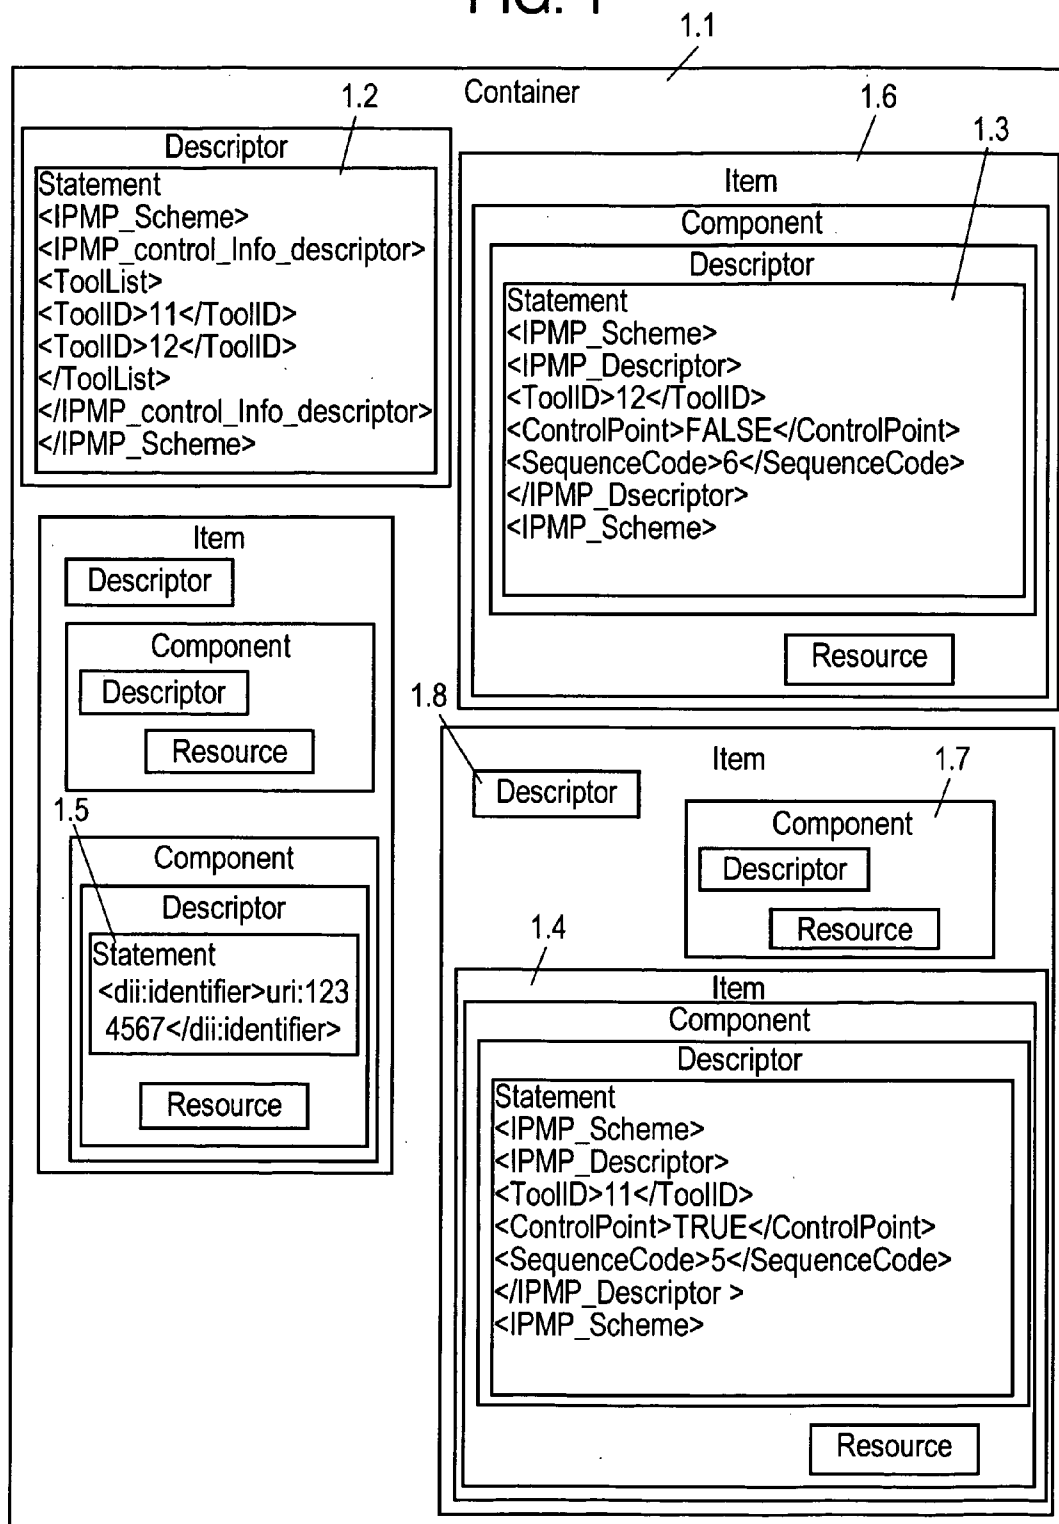 FIG. 1
1.1
Container
1.2
Descriptor
Statement
<IPMP_Scheme>
<IPMP_control_Info_descriptor>
<ToolList>
<ToolID>11</ToolID>
<ToolID>12</ToolID>
</ToolList>
</IPMP_control_Info_descriptor>
</IPMP_Scheme>
1.6
1.3
Item
Component
Descriptor
Statement
<IPMP_Scheme>
<IPMP_Descriptor>
<ToolID>12</ToolID>
<ControlPoint>FALSE</ControlPoint>
<SequenceCode>6</SequenceCode>
</IPMP_Dsecriptor>
<IPMP_Scheme>
Resource
Item
Descriptor
Component
Descriptor
Resource
1.5
Component
Descriptor
Statement
<dii:identifier>uri:123
4567</dii:identifier>
Resource
1.8
Item
1.7
Descriptor
Component
Descriptor
Resource
1.4
Item
Component
Descriptor
Statement
<IPMP_Scheme>
<IPMP_Descriptor>
<ToolID>11</ToolID>
<ControlPoint>TRUE</ControlPoint>
<SequenceCode>5</SequenceCode>
</IPMP_Descriptor >
<IPMP_Scheme>
Resource